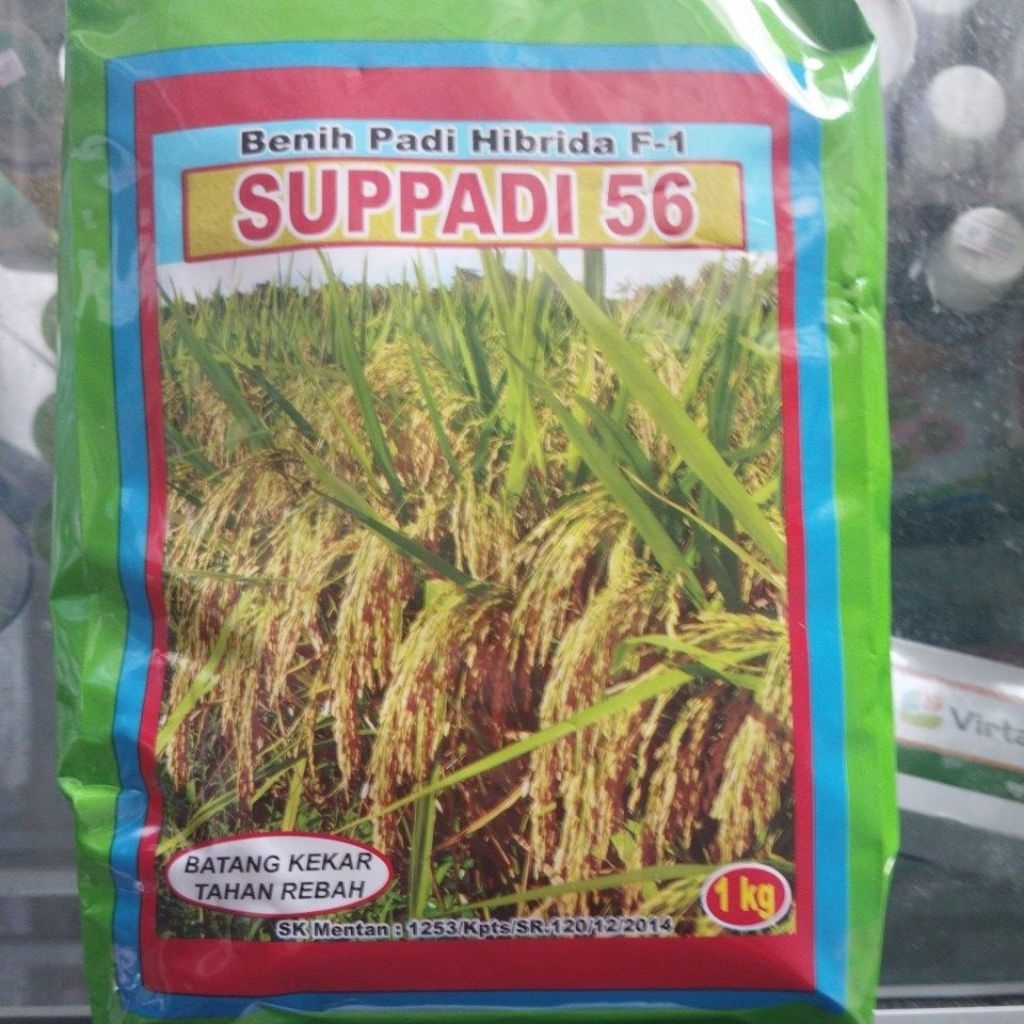 Benih Padi Hibrida F-1
SUPPADI 56
BATANG KEKAR
TAHAN REBAH
1 kg
SK Mentan : 1253/Kpts/SR.120/12/2014